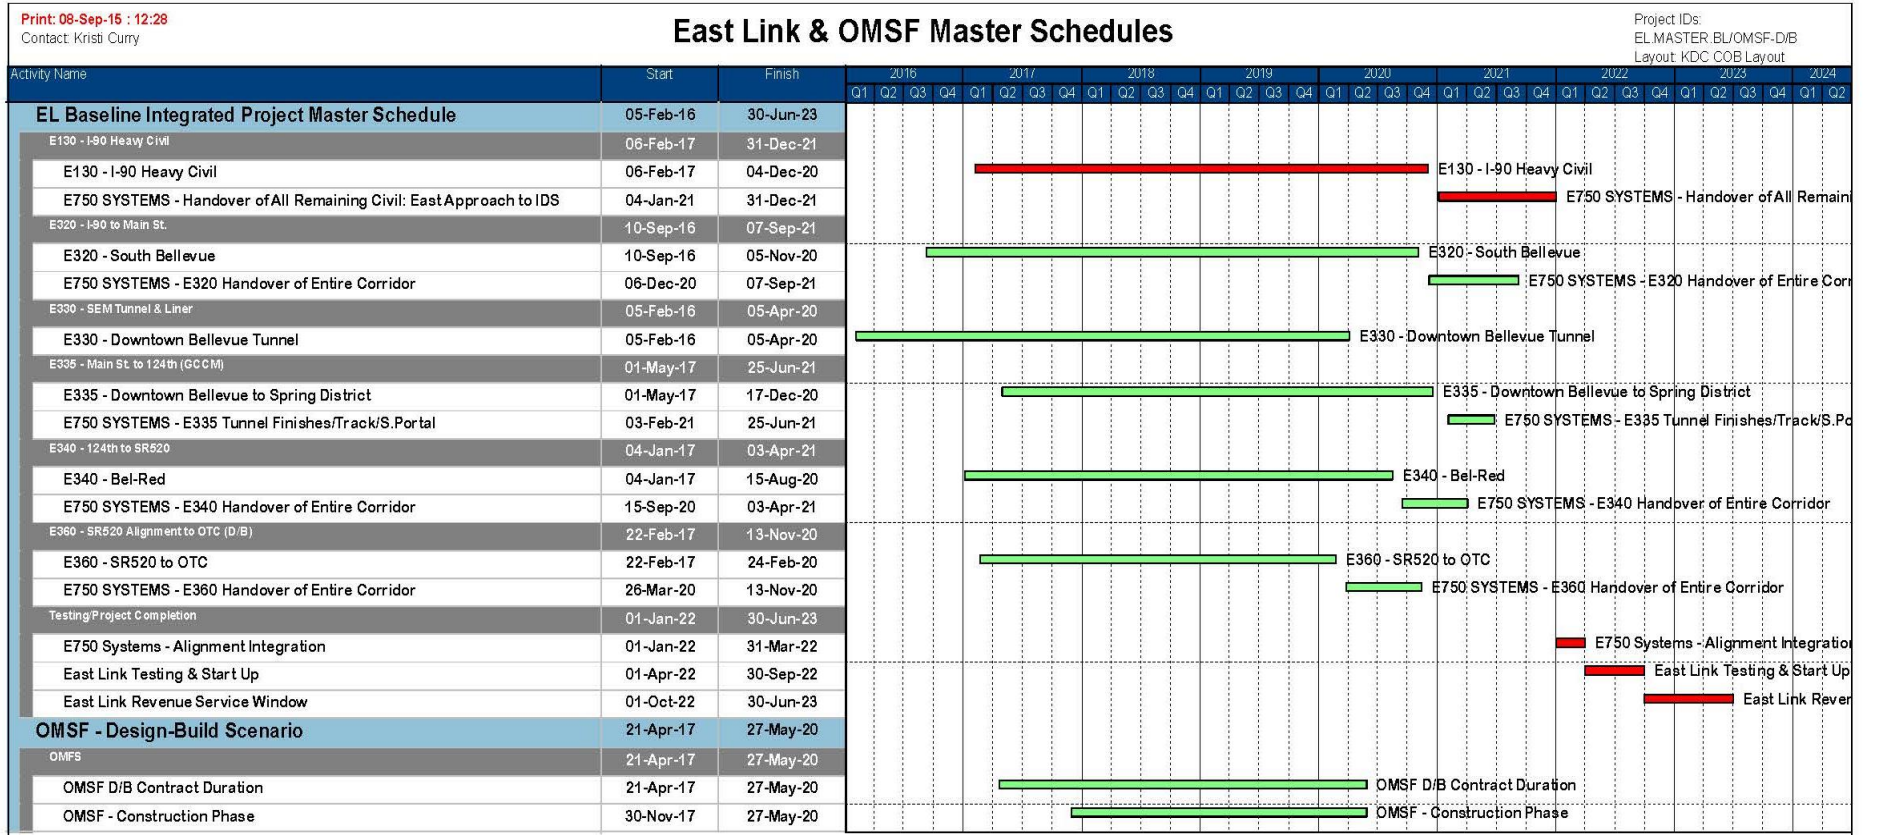 Print: 08-Sep-15 : 12:28
Contact: Kristi Curry
East Link & OMSF Master Schedules
Project IDs:
EL.MASTER.BL/OMSF-D/B
Layout: KDC COB Layout
Activity Name Start Finish 2016 2017 2018 2019 2020 2021 2022 2023 2024
Q1 Q2 Q3 Q4 Q1 Q2 Q3 Q4 Q1 Q2 Q3 Q4 Q1 Q2 Q3 Q4 Q1 Q2 Q3 Q4 Q1 Q2 Q3 Q4 Q1 Q2 Q3 Q4 Q1 Q2 Q3 Q4 Q1 Q2
EL Baseline Integrated Project Master Schedule 05-Feb-16 30-Jun-23
E130 - I-90 Heavy Civil 06-Feb-17 31-Dec-21
E130 - I-90 Heavy Civil 06-Feb-17 04-Dec-20 E130 - I-90 Heavy Civil
E750 SYSTEMS - Handover of All Remaining Civil: East Approach to IDS 04-Jan-21 31-Dec-21 E750 SYSTEMS - Handover of All Remaini
E320 - I-90 to Main St. 10-Sep-16 07-Sep-21
E320 - South Bellevue 10-Sep-16 05-Nov-20 E320 - South Bellevue
E750 SYSTEMS - E320 Handover of Entire Corridor 06-Dec-20 07-Sep-21 E750 SYSTEMS - E320 Handover of Entire Corr
E330 - SEM Tunnel & Liner 05-Feb-16 05-Apr-20
E330 - Downtown Bellevue Tunnel 05-Feb-16 05-Apr-20 E330 - Downtown Bellevue Tunnel
E335 - Main St. to 124th (GCCM) 01-May-17 25-Jun-21
E335 - Downtown Bellevue to Spring District 01-May-17 17-Dec-20 E335 - Downtown Bellevue to Spring District
E750 SYSTEMS - E335 Tunnel Finishes/Track/S.Portal 03-Feb-21 25-Jun-21 E750 SYSTEMS - E335 Tunnel Finishes/Track/S.Po
E340 - 124th to SR520 04-Jan-17 03-Apr-21
E340 - Bel-Red 04-Jan-17 15-Aug-20 E340 - Bel-Red
E750 SYSTEMS - E340 Handover of Entire Corridor 15-Sep-20 03-Apr-21 E750 SYSTEMS - E340 Handover of Entire Corridor
E360 - SR520 Alignment to OTC (D/B) 22-Feb-17 13-Nov-20
E360 - SR520 to OTC 22-Feb-17 24-Feb-20 E360 - SR520 to OTC
E750 SYSTEMS - E360 Handover of Entire Corridor 26-Mar-20 13-Nov-20 E750 SYSTEMS - E360 Handover of Entire Corridor
Testing/Project Completion 01-Jan-22 30-Jun-23
E750 Systems - Alignment Integration 01-Jan-22 31-Mar-22 E750 Systems - Alignment Integration
East Link Testing & Start Up 01-Apr-22 30-Sep-22 East Link Testing & Start Up
East Link Revenue Service Window 01-Oct-22 30-Jun-23 East Link Rever
OMSF - Design-Build Scenario 21-Apr-17 27-May-20
OMFS 21-Apr-17 27-May-20
OMSF D/B Contract Duration 21-Apr-17 27-May-20 OMSF D/B Contract Duration
OMSF - Construction Phase 30-Nov-17 27-May-20 OMSF - Construction Phase